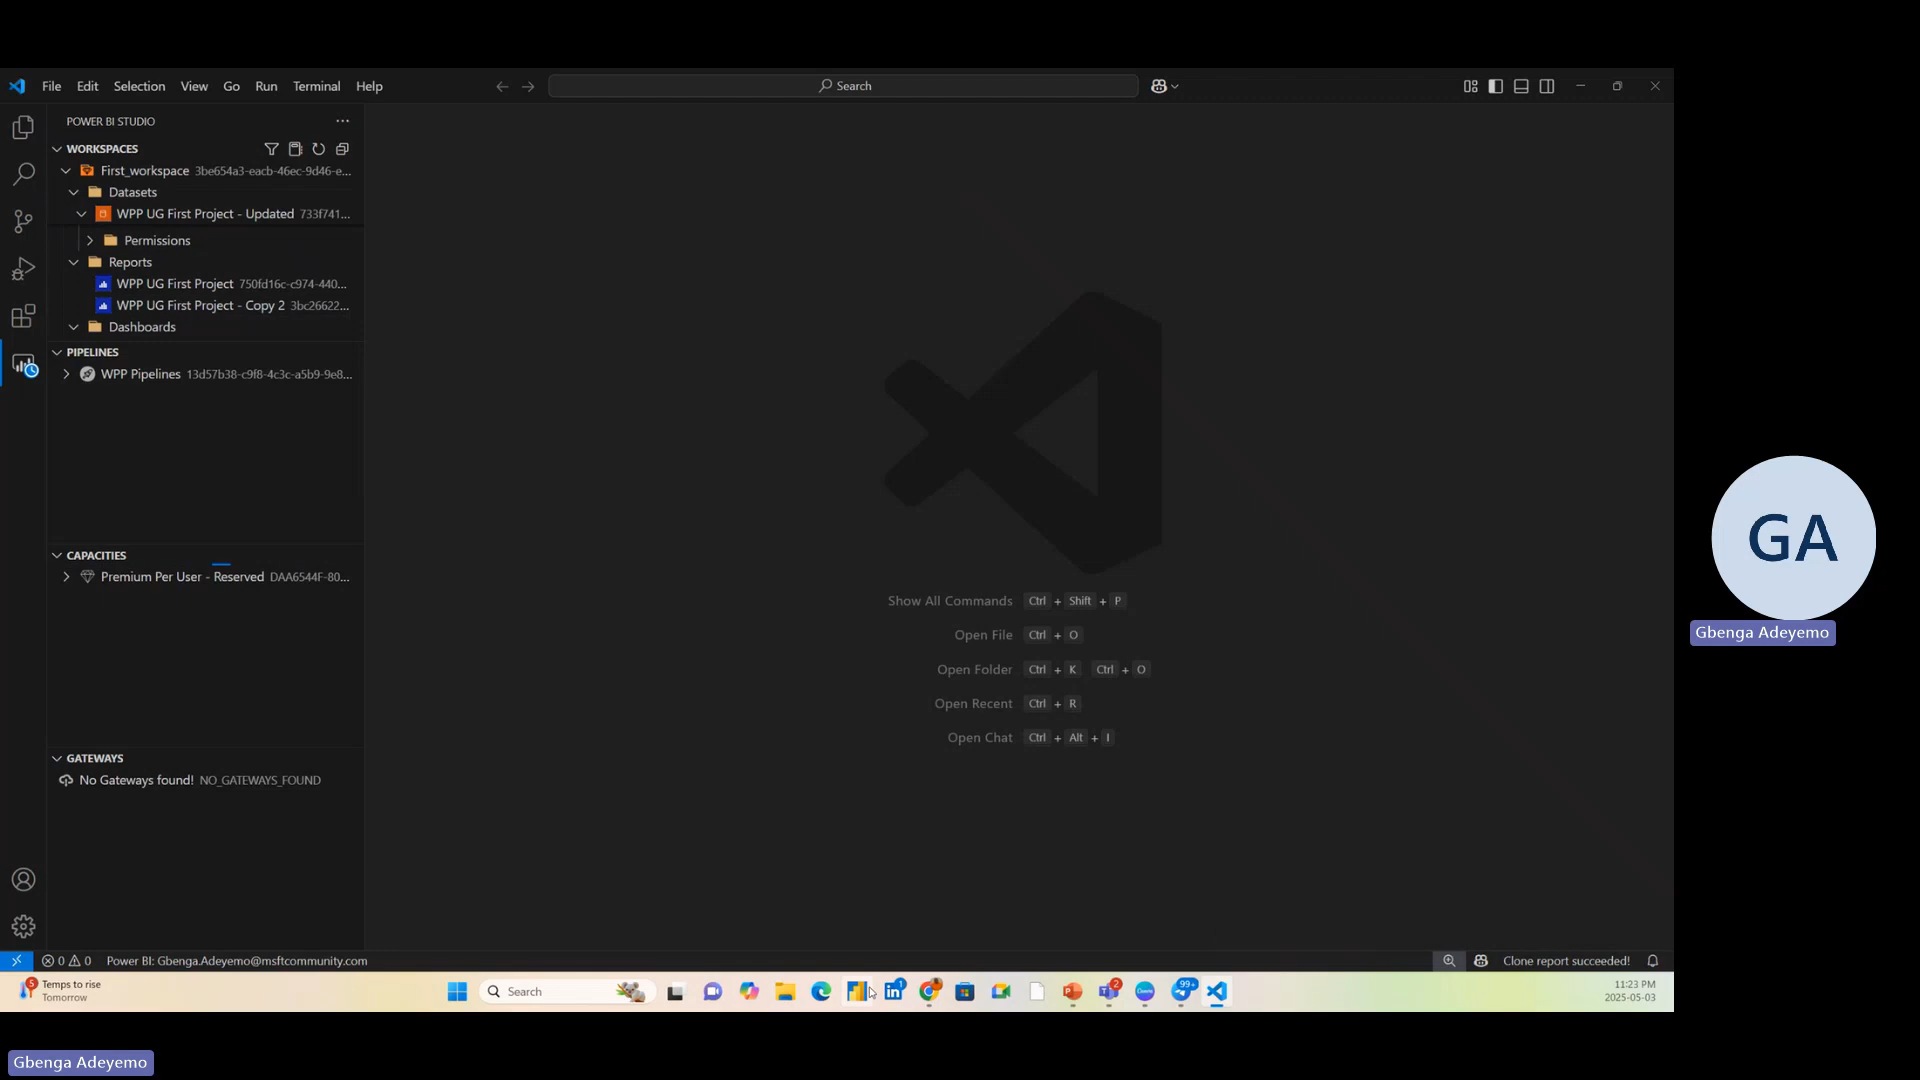 File Edit Selection View Go Run Terminal Help
Search
POWER BI STUDIO
WORKSPACES
First_workspace 3be654a3-eacb-46ec-9d46-e...
Datasets
WPP UG First Project - Updated 733f741...
Permissions
Reports
WPP UG First Project 750fd16c-c974-440...
WPP UG First Project - Copy 2 3bc26622...
Dashboards
PIPELINES
WPP Pipelines 13d57b38-c9f8-4c3c-a5b9-9e8...
CAPACITIES
Premium Per User - Reserved DAA6544F-80...
GATEWAYS
No Gateways found! NO_GATEWAYS_FOUND
Show All Commands Ctrl + Shift + P
Open File Ctrl + O
Open Folder Ctrl + K Ctrl + O
Open Recent Ctrl + R
Open Chat Ctrl + Alt + I
GA
Gbenga Adeyemo
0 0 Power BI: Gbenga.Adeyemo@msftcommunity.com
Clone report succeeded!
5
Temps to rise
Tomorrow
Search
1
2
99+
11:23 PM
2025-05-03
Gbenga Adeyemo